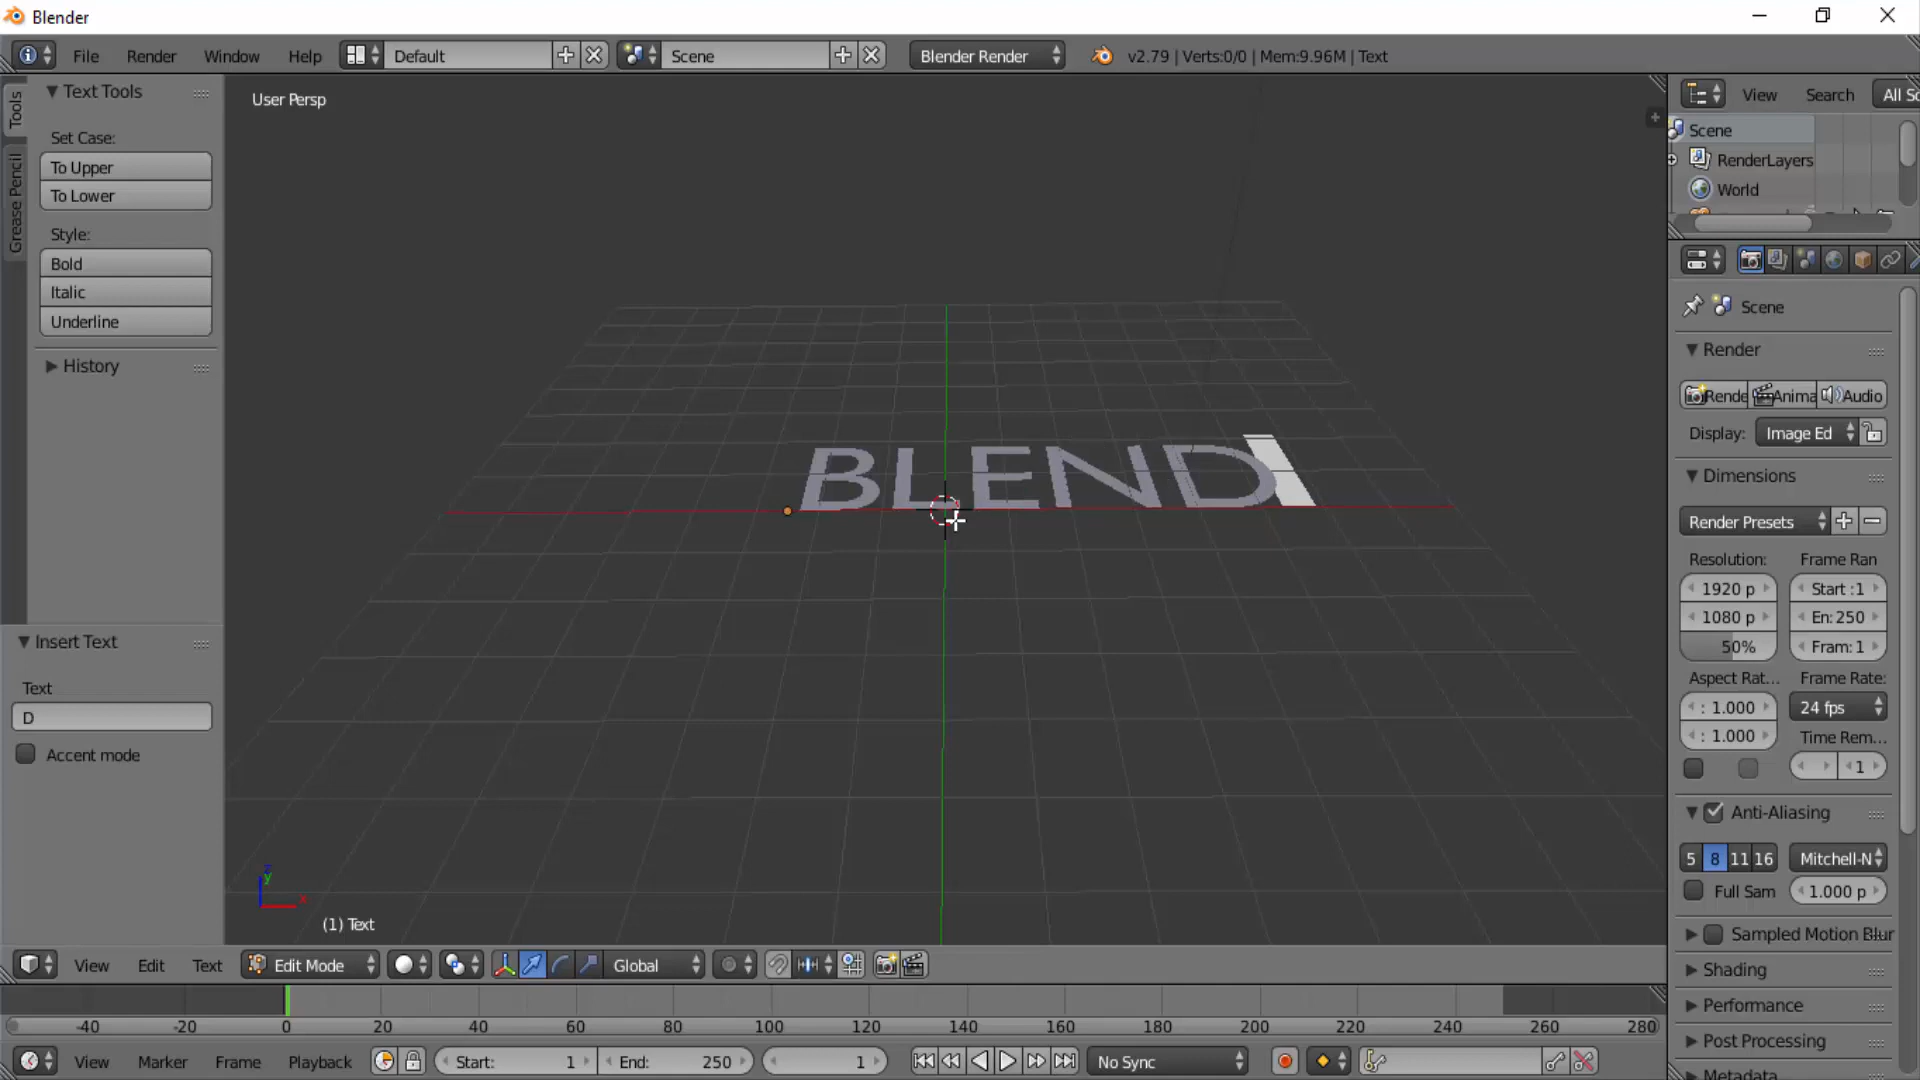 Blender
File Render Window Help Default Scene Blender Render v2.79 | Verts:0/0 | Mem:9.96M | Text
Tools
Grease Pencil
Text Tools
Set Case:
To Upper
To Lower
Style:
Bold
Italic
Underline
History
Insert Text
Text
D
Accent mode
User Persp
BLEND
z
y
x
(1) Text
View Edit Text Edit Mode Global
-40 -20 0 20 40 60 80 100 120 140 160 180 200 220 240 260 280
View Marker Frame Playback Start: 1 End: 250 1 No Sync
View Search All Sc
Scene
RenderLayers
World
Scene
Render
Rende Anima Audio
Display: Image Ed
Dimensions
Render Presets
Resolution: Frame Ran
1920 p Start :1
1080 p En: 250
50% Fram: 1
Aspect Rat... Frame Rate:
: 1.000 24 fps
: 1.000 Time Rem...
1
Anti-Aliasing
5 8 11 16 Mitchell-N
Full Sam 1.000 p
Sampled Motion Blur
Shading
Performance
Post Processing
Metadata